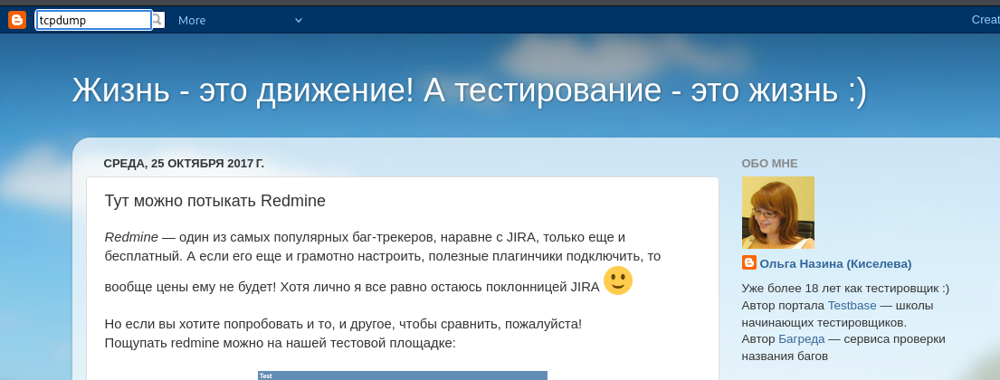 tcpdump
More
Creat
Жизнь - это движение! А тестирование - это жизнь :)
СРЕДА, 25 ОКТЯБРЯ 2017 Г.
Тут можно потыкать Redmine
Redmine — один из самых популярных баг-трекеров, наравне с JIRA, только еще и
бесплатный. А если его еще и грамотно настроить, полезные плагинчики подключить, то
вообще цены ему не будет! Хотя лично я все равно остаюсь поклонницей JIRA
Но если вы хотите попробовать и то, и другое, чтобы сравнить, пожалуйста!
Пощупать redmine можно на нашей тестовой площадке:
Test
ОБО МНЕ
Ольга Назина (Киселева)
Уже более 18 лет как тестировщик :)
Автор портала Testbase — школы
начинающих тестировщиков.
Автор Багреда — сервиса проверки
названия багов